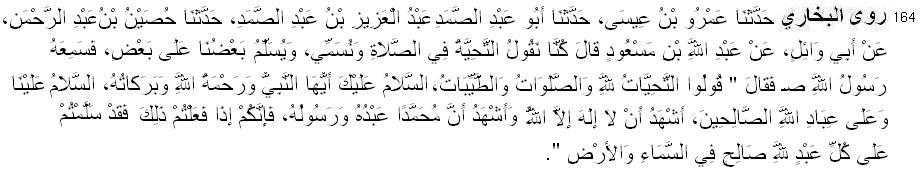 164 روى البخاري حَدَّثَنَا عَمْرُو بْنُ عِيسَى، حَدَّثَنَا أَبُو عَبْدِ الصَّمَدِ عَبْدُ الْعَزِيزِ بْنُ عَبْدِ الصَّمَدِ، حَدَّثَنَا حُصَيْنُ بْنُ عَبْدِ الرَّحْمَنِ،
عَنْ أَبِي وَائِلٍ، عَنْ عَبْدِ اللَّهِ بْنِ مَسْعُودٍ قَالَ كُنَّا نَقُولُ التَّحِيَّةُ فِي الصَّلاَةِ وَنُسَمِّي، وَيُسَلِّمُ بَعْضُنَا عَلَى بَعْضٍ، فَسَمِعَهُ
رَسُولُ اللَّهِ صـ فَقَالَ " قُولُوا التَّحِيَّاتُ لِلَّهِ وَالصَّلَوَاتُ وَالطَّيِّبَاتُ، السَّلاَمُ عَلَيْكَ أَيُّهَا النَّبِيُّ وَرَحْمَةُ اللَّهِ وَبَرَكَاتُهُ، السَّلاَمُ عَلَيْنَا
وَعَلَى عِبَادِ اللَّهِ الصَّالِحِينَ، أَشْهَدُ أَنْ لاَ إِلَهَ إِلاَّ اللَّهُ وَأَشْهَدُ أَنَّ مُحَمَّدًا عَبْدُهُ وَرَسُولُهُ، فَإِنَّكُمْ إِذَا فَعَلْتُمْ ذَلِكَ فَقَدْ سَلَّمْتُمْ
عَلَى كُلِّ عَبْدٍ لِلَّهِ صَالِحٍ فِي السَّمَاءِ وَالأَرْضِ ".